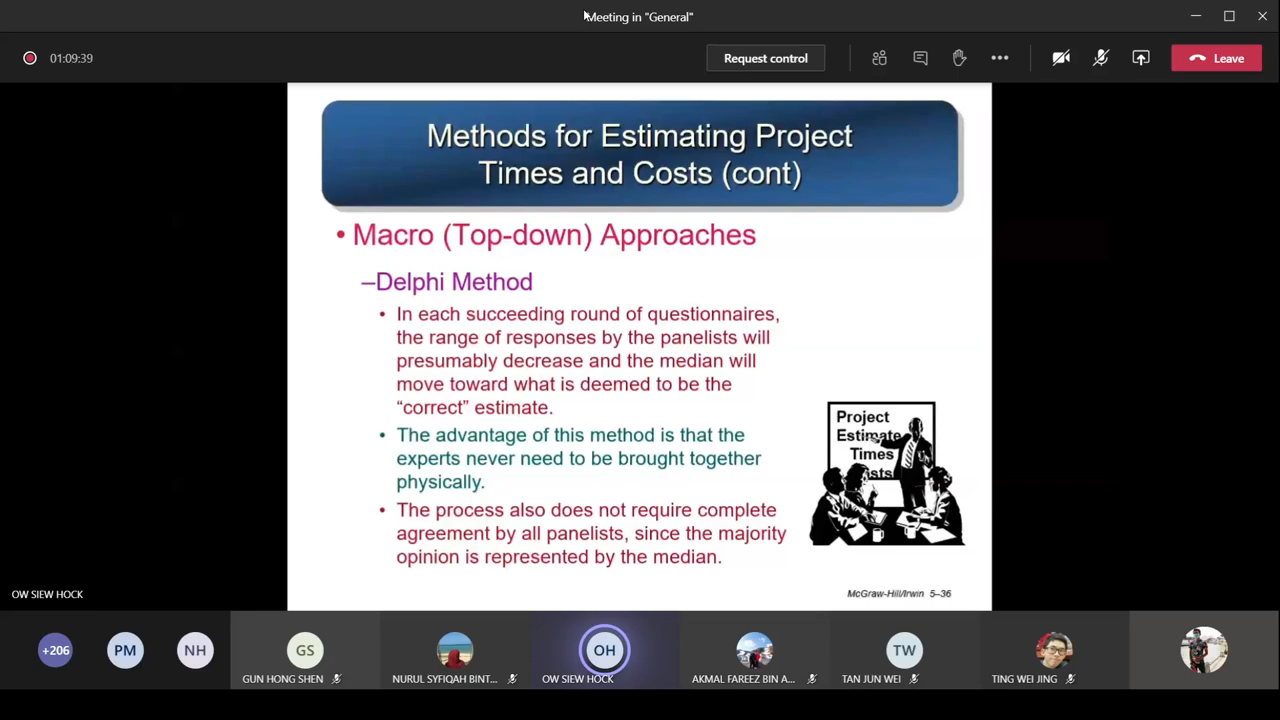 Meeting in "General"
01:09:39
Request control
Leave
Methods for Estimating Project
Times and Costs (cont)
• Macro (Top-down) Approaches
–Delphi Method
• In each succeeding round of questionnaires,
the range of responses by the panelists will
presumably decrease and the median will
move toward what is deemed to be the
“correct” estimate.
• The advantage of this method is that the
experts never need to be brought together
physically.
• The process also does not require complete
agreement by all panelists, since the majority
opinion is represented by the median.
Project
Estimate
Times
McGraw-Hill/Irwin 5–36
OW SIEW HOCK
+206
PM
NH
GS
OH
TW
GUN HONG SHEN
NURUL SYFIQAH BINT...
OW SIEW HOCK
AKMAL FAREEZ BIN A...
TAN JUN WEI
TING WEI JING